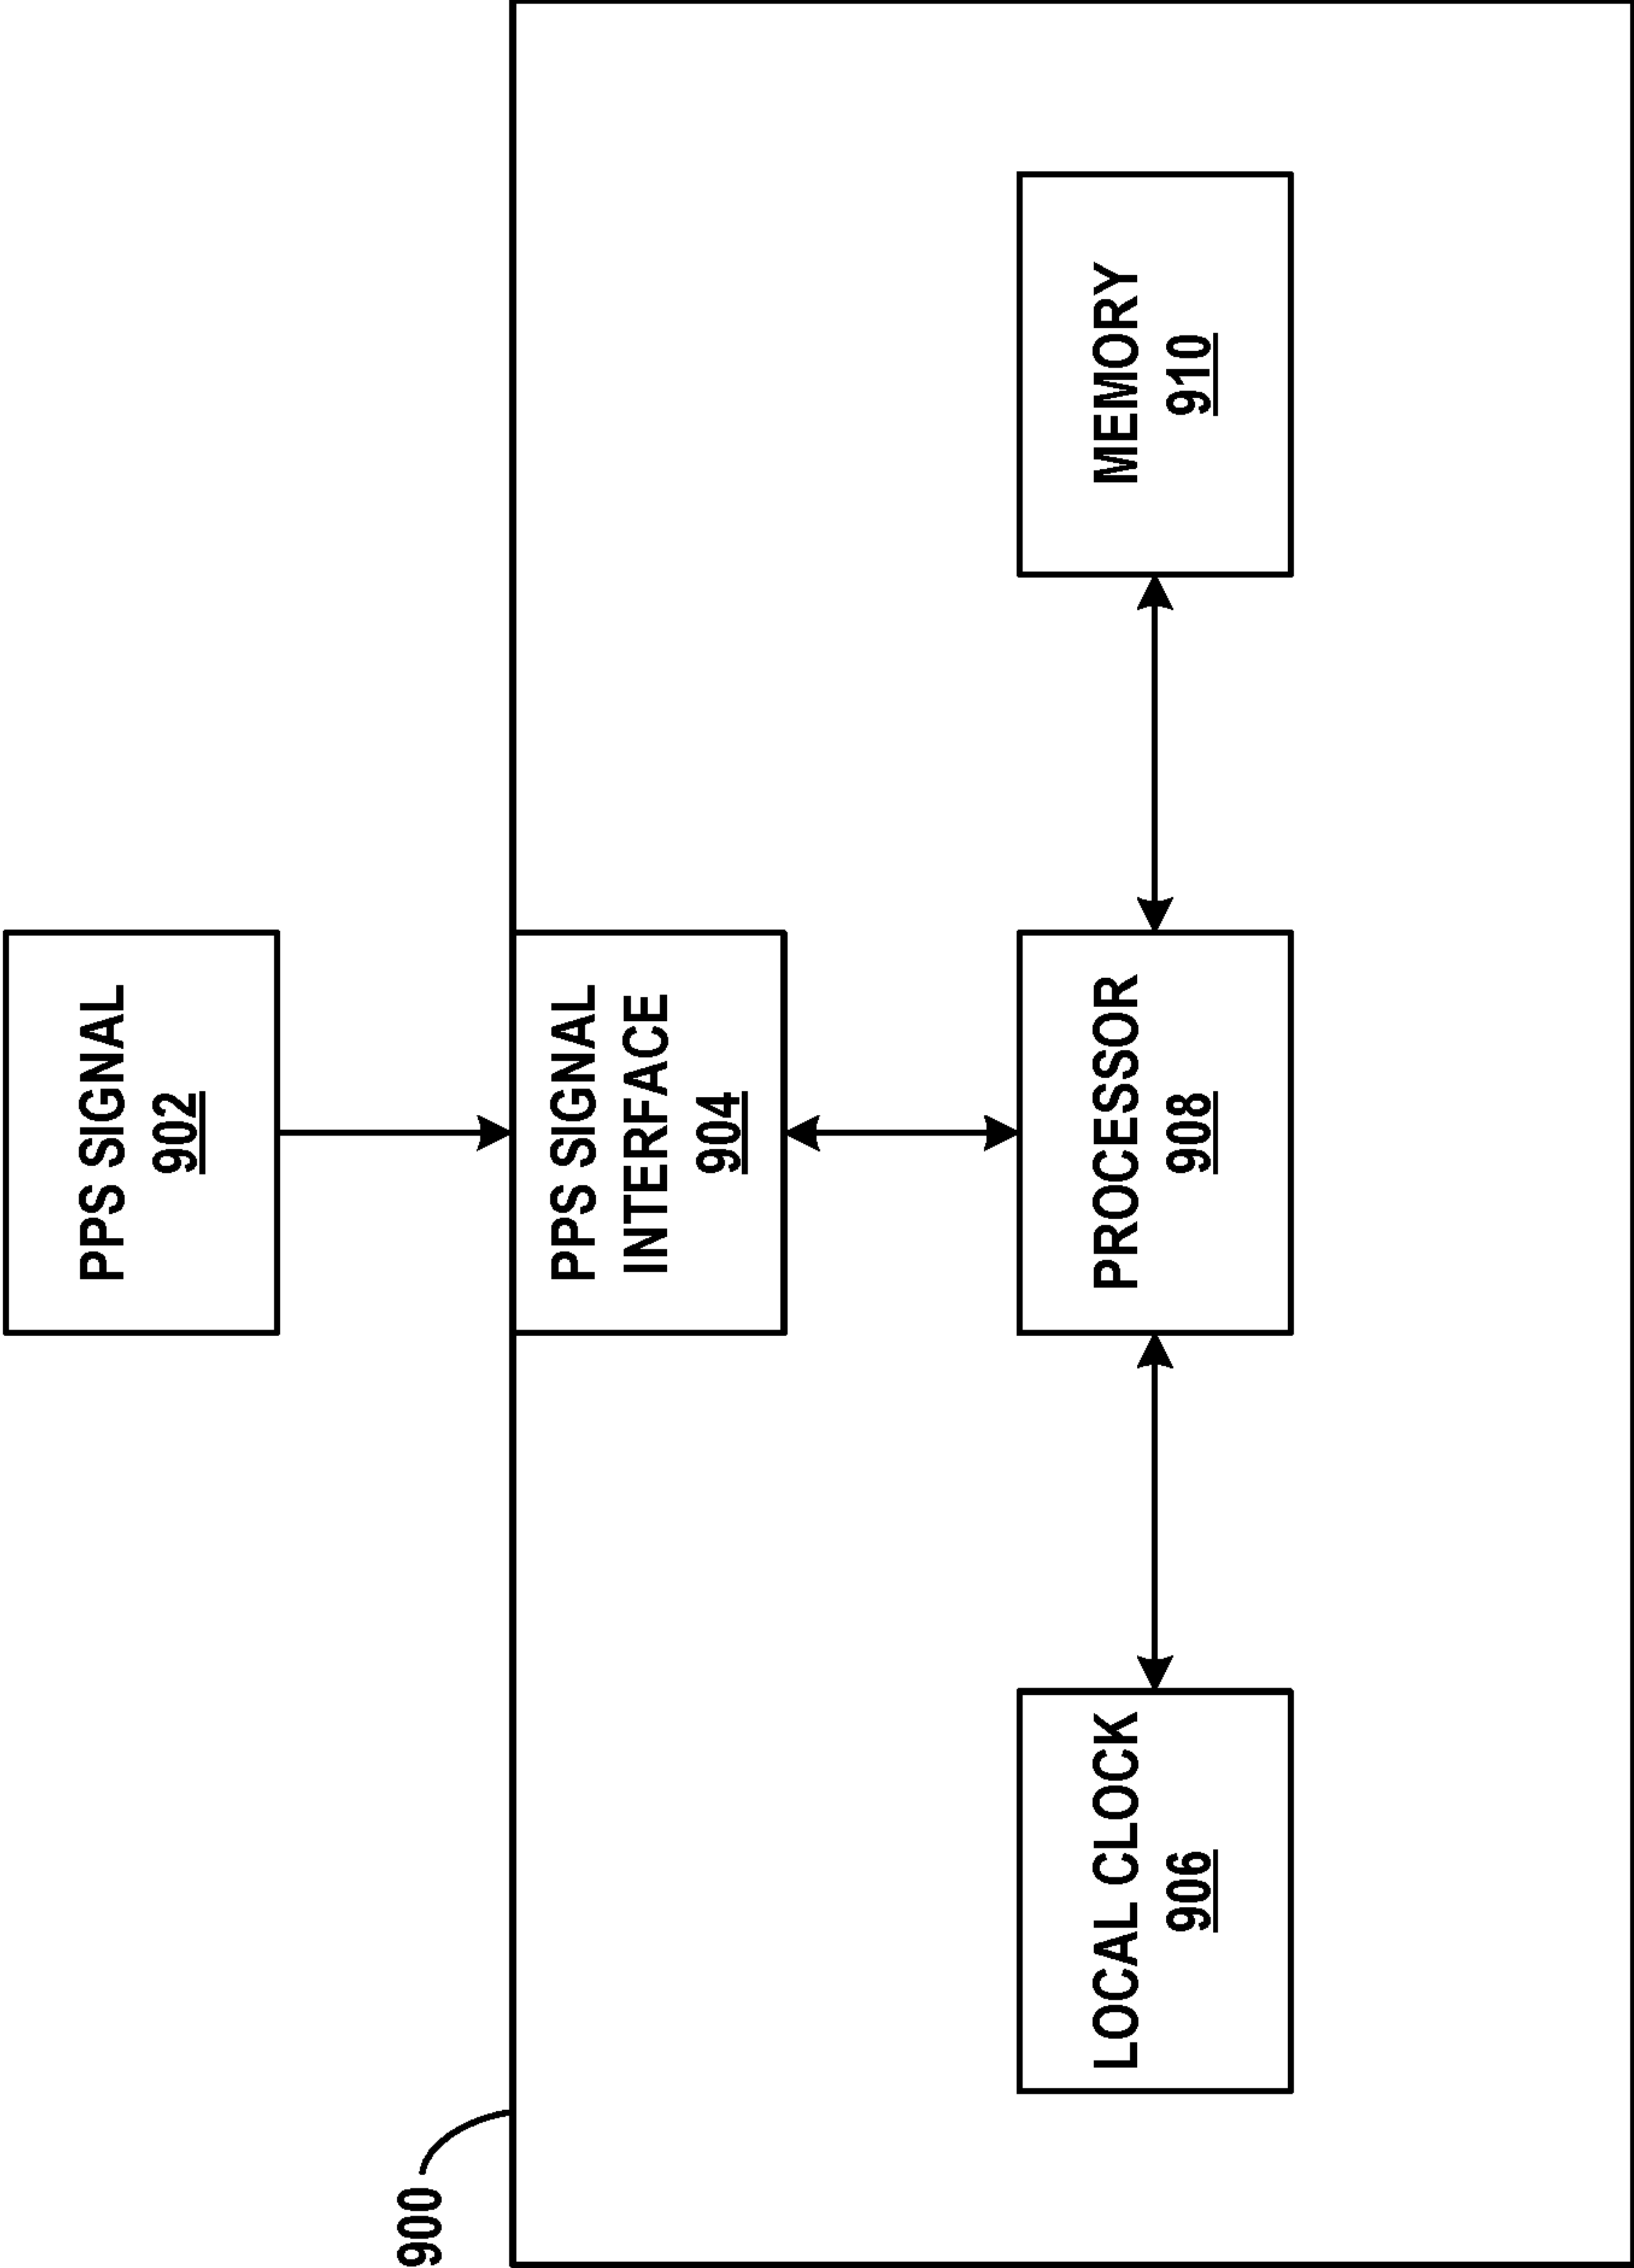 PPS SIGNAL
902
900
PPS SIGNAL
INTERFACE
904
LOCAL CLOCK
906
PROCESSOR
908
MEMORY
910